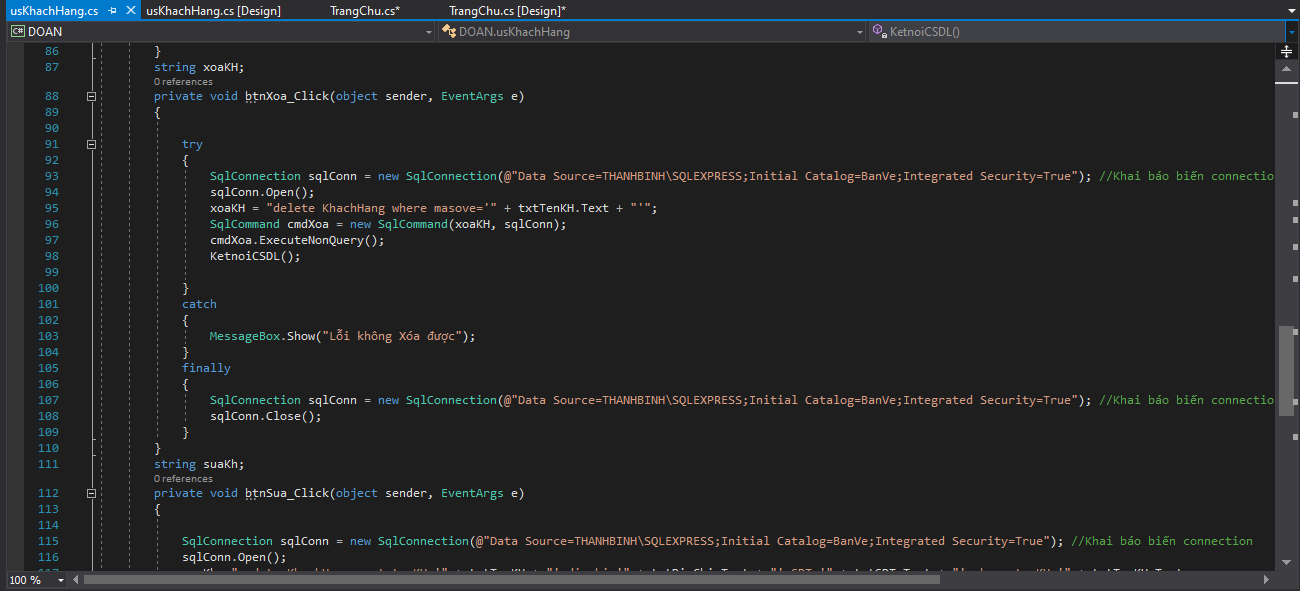 usKhachHang.cs usKhachHang.cs [Design] TrangChu.cs* TrangChu.cs [Design]*
C# DOAN DOAN.usKhachHang KetnoiCSDL()
86 }
87 string xoaKH;
0 references
88 private void btnXoa_Click(object sender, EventArgs e)
89 {
90
91 try
92 {
93 SqlConnection sqlConn = new SqlConnection(@"Data Source=THANHBINH\SQLEXPRESS;Initial Catalog=BanVe;Integrated Security=True"); //Khai báo biến connectio
94 sqlConn.Open();
95 xoaKH = "delete KhachHang where masove='" + txtTenKH.Text + "'";
96 SqlCommand cmdXoa = new SqlCommand(xoaKH, sqlConn);
97 cmdXoa.ExecuteNonQuery();
98 KetnoiCSDL();
99
100 }
101 catch
102 {
103 MessageBox.Show("Lỗi không Xóa được");
104 }
105 finally
106 {
107 SqlConnection sqlConn = new SqlConnection(@"Data Source=THANHBINH\SQLEXPRESS;Initial Catalog=BanVe;Integrated Security=True"); //Khai báo biến connectio
108 sqlConn.Close();
109 }
110 }
111 string suaKh;
0 references
112 private void btnSua_Click(object sender, EventArgs e)
113 {
114
115 SqlConnection sqlConn = new SqlConnection(@"Data Source=THANHBINH\SQLEXPRESS;Initial Catalog=BanVe;Integrated Security=True"); //Khai báo biến connection
116 sqlConn.Open();
100 %